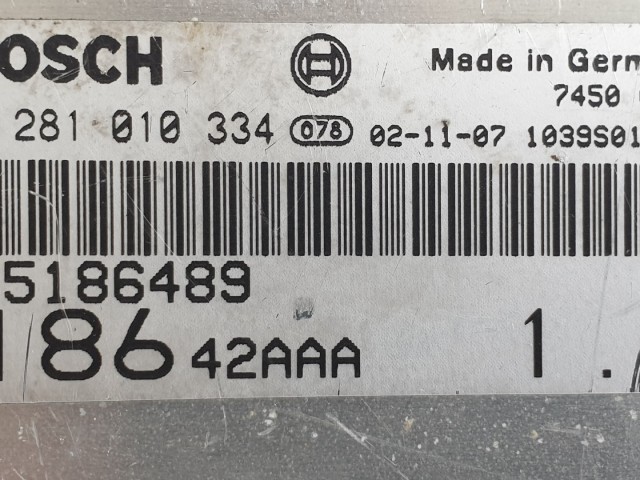 OSCH Made in Germ
7450
281 010 334 078 02-11-07 1039S01
5186489
186 42AAA 1.